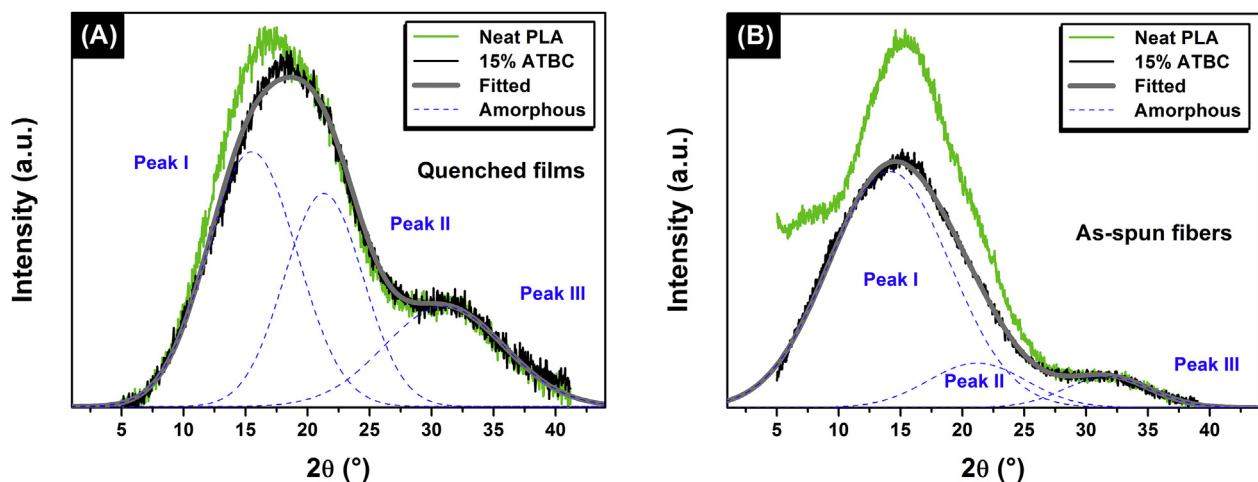 (A)
Neat PLA
15% ATBC
Fitted
Amorphous
Peak I
Quenched films
Peak II
Peak III
Intensity (a.u.)
5 10 15 20 25 30 35 40
2θ (°)
(B)
Neat PLA
15% ATBC
Fitted
Amorphous
As-spun fibers
Peak I
Peak II
Peak III
Intensity (a.u.)
5 10 15 20 25 30 35 40
2θ (°)